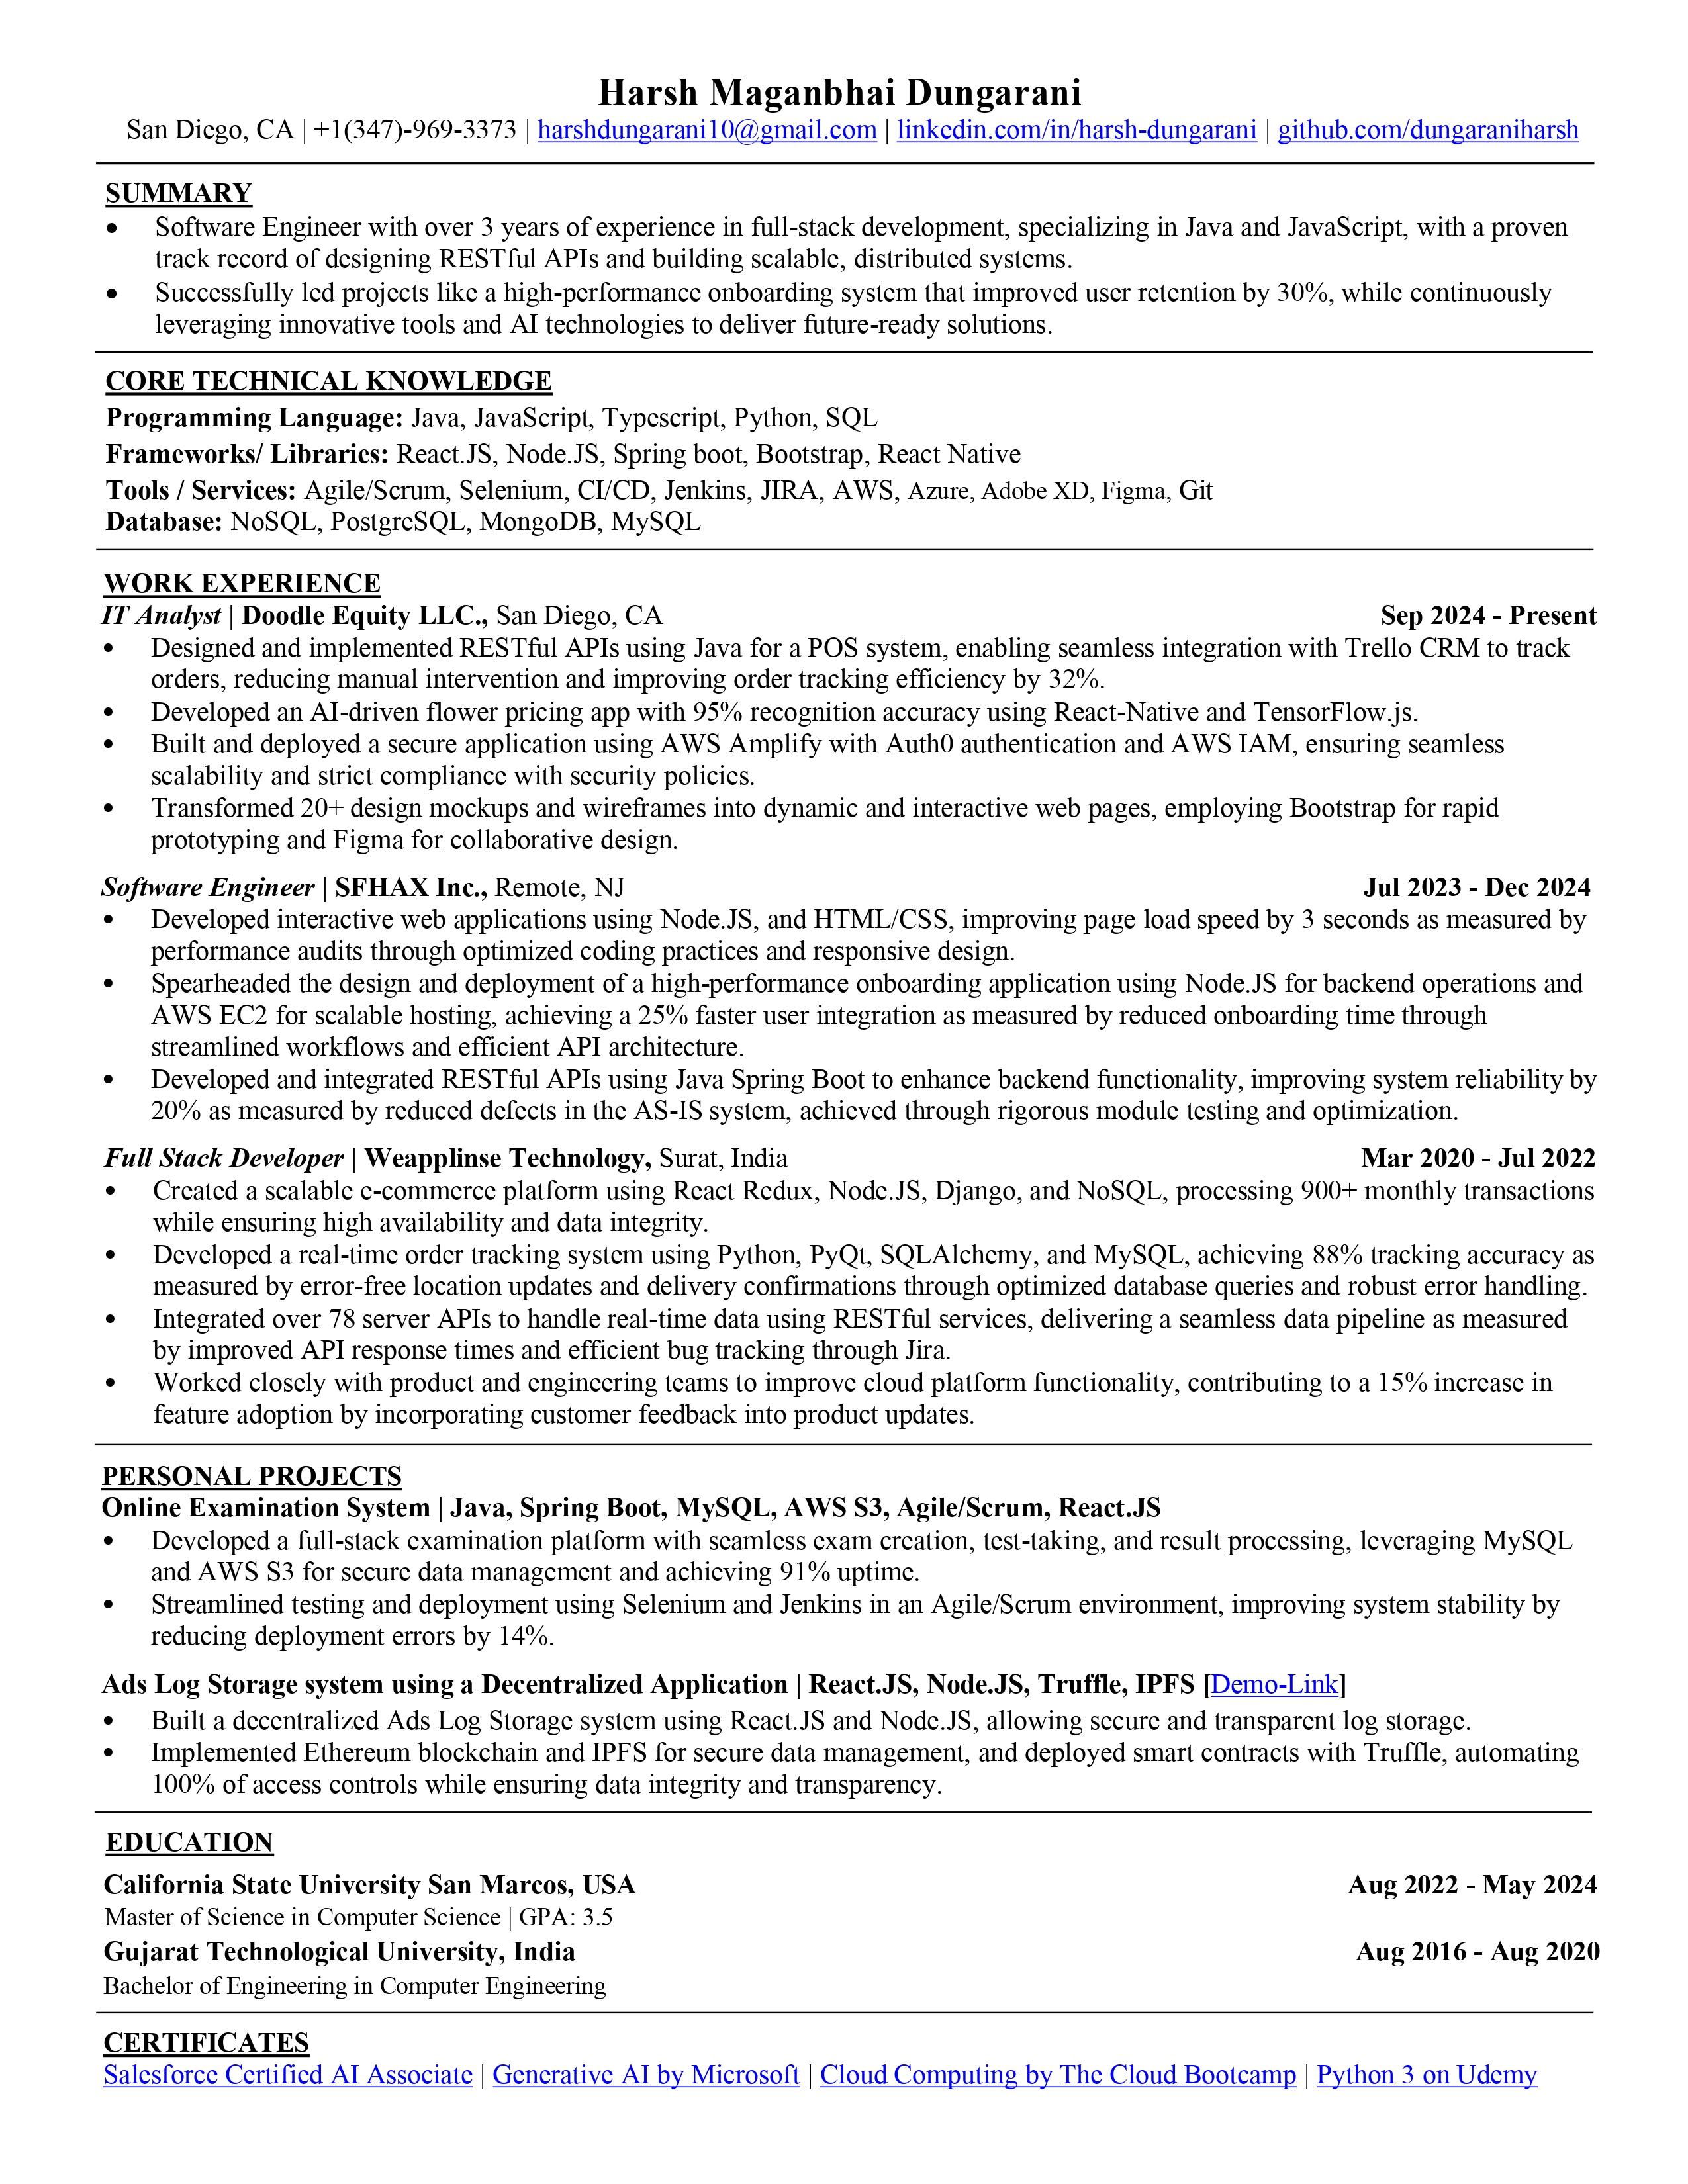 Harsh Maganbhai Dungarani
San Diego, CA | +1(347)-969-3373 | harshdungarani10@gmail.com | linkedin.com/in/harsh-dungarani | github.com/dungaraniharsh
SUMMARY
• Software Engineer with over 3 years of experience in full-stack development, specializing in Java and JavaScript, with a proven
track record of designing RESTful APIs and building scalable, distributed systems.
• Successfully led projects like a high-performance onboarding system that improved user retention by 30%, while continuously
leveraging innovative tools and AI technologies to deliver future-ready solutions.
CORE TECHNICAL KNOWLEDGE
Programming Language: Java, JavaScript, Typescript, Python, SQL
Frameworks/ Libraries: React.JS, Node.JS, Spring boot, Bootstrap, React Native
Tools / Services: Agile/Scrum, Selenium, CI/CD, Jenkins, JIRA, AWS, Azure, Adobe XD, Figma, Git
Database: NoSQL, PostgreSQL, MongoDB, MySQL
WORK EXPERIENCE
IT Analyst | Doodle Equity LLC., San Diego, CA Sep 2024 - Present
• Designed and implemented RESTful APIs using Java for a POS system, enabling seamless integration with Trello CRM to track
orders, reducing manual intervention and improving order tracking efficiency by 32%.
• Developed an AI-driven flower pricing app with 95% recognition accuracy using React-Native and TensorFlow.js.
• Built and deployed a secure application using AWS Amplify with Auth0 authentication and AWS IAM, ensuring seamless
scalability and strict compliance with security policies.
• Transformed 20+ design mockups and wireframes into dynamic and interactive web pages, employing Bootstrap for rapid
prototyping and Figma for collaborative design.
Software Engineer | SFHAX Inc., Remote, NJ Jul 2023 - Dec 2024
• Developed interactive web applications using Node.JS, and HTML/CSS, improving page load speed by 3 seconds as measured by
performance audits through optimized coding practices and responsive design.
• Spearheaded the design and deployment of a high-performance onboarding application using Node.JS for backend operations and
AWS EC2 for scalable hosting, achieving a 25% faster user integration as measured by reduced onboarding time through
streamlined workflows and efficient API architecture.
• Developed and integrated RESTful APIs using Java Spring Boot to enhance backend functionality, improving system reliability by
20% as measured by reduced defects in the AS-IS system, achieved through rigorous module testing and optimization.
Full Stack Developer | Weapplinse Technology, Surat, India Mar 2020 - Jul 2022
• Created a scalable e-commerce platform using React Redux, Node.JS, Django, and NoSQL, processing 900+ monthly transactions
while ensuring high availability and data integrity.
• Developed a real-time order tracking system using Python, PyQt, SQLAlchemy, and MySQL, achieving 88% tracking accuracy as
measured by error-free location updates and delivery confirmations through optimized database queries and robust error handling.
• Integrated over 78 server APIs to handle real-time data using RESTful services, delivering a seamless data pipeline as measured
by improved API response times and efficient bug tracking through Jira.
• Worked closely with product and engineering teams to improve cloud platform functionality, contributing to a 15% increase in
feature adoption by incorporating customer feedback into product updates.
PERSONAL PROJECTS
Online Examination System | Java, Spring Boot, MySQL, AWS S3, Agile/Scrum, React.JS
• Developed a full-stack examination platform with seamless exam creation, test-taking, and result processing, leveraging MySQL
and AWS S3 for secure data management and achieving 91% uptime.
• Streamlined testing and deployment using Selenium and Jenkins in an Agile/Scrum environment, improving system stability by
reducing deployment errors by 14%.
Ads Log Storage system using a Decentralized Application | React.JS, Node.JS, Truffle, IPFS [Demo-Link]
• Built a decentralized Ads Log Storage system using React.JS and Node.JS, allowing secure and transparent log storage.
• Implemented Ethereum blockchain and IPFS for secure data management, and deployed smart contracts with Truffle, automating
100% of access controls while ensuring data integrity and transparency.
EDUCATION
California State University San Marcos, USA Aug 2022 - May 2024
Master of Science in Computer Science | GPA: 3.5
Gujarat Technological University, India Aug 2016 - Aug 2020
Bachelor of Engineering in Computer Engineering
CERTIFICATES
Salesforce Certified AI Associate | Generative AI by Microsoft | Cloud Computing by The Cloud Bootcamp | Python 3 on Udemy